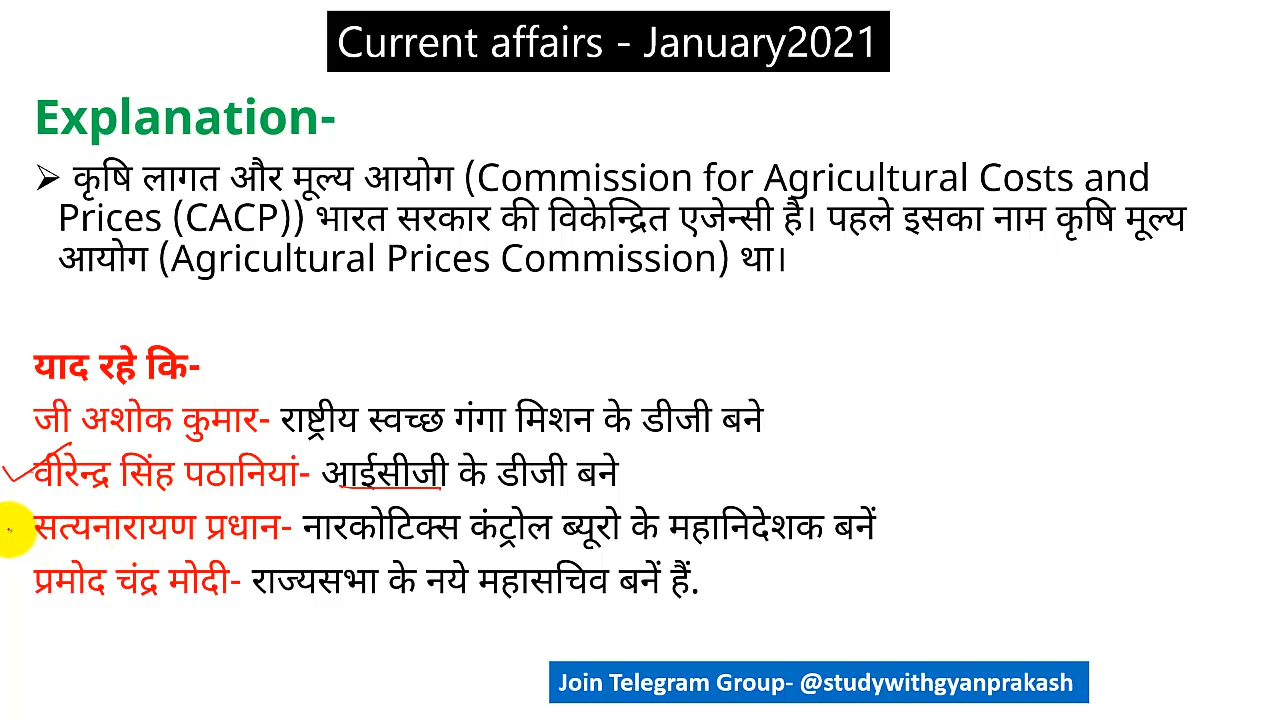 Current affairs - January2021
Explanation-
➢ कृषि लागत और मूल्य आयोग (Commission for Agricultural Costs and
Prices (CACP)) भारत सरकार की विकेन्द्रित एजेन्सी है। पहले इसका नाम कृषि मूल्य
आयोग (Agricultural Prices Commission) था।
याद रहे कि-
जी अशोक कुमार- राष्ट्रीय स्वच्छ गंगा मिशन के डीजी बने
वीरेन्द्र सिंह पठानियां- आईसीजी के डीजी बने
सत्यनारायण प्रधान- नारकोटिक्स कंट्रोल ब्यूरो के महानिदेशक बनें
प्रमोद चंद्र मोदी- राज्यसभा के नये महासचिव बनें हैं.
Join Telegram Group- @studywithgyanprakash